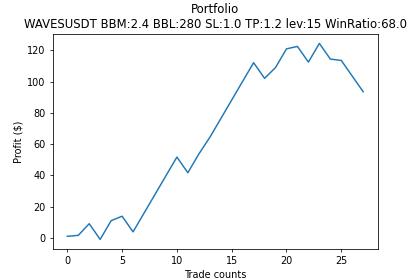 Portfolio
WAVESUSDT BBM:2.4 BBL:280 SL:1.0 TP:1.2 lev:15 WinRatio:68.0
120
100
80
60
40
20
0
Profit ($)
0 5 10 15 20 25
Trade counts